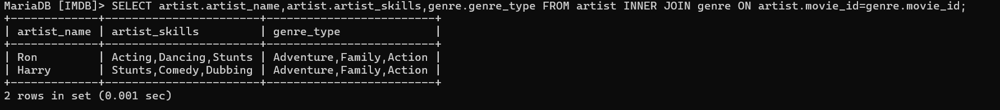 MariaDB [IMDB]> SELECT artist.artist_name,artist.artist_skills,genre.genre_type FROM artist INNER JOIN genre ON artist.movie_id=genre.movie_id;
+-------------+-----------------------+-------------------------+
| artist_name | artist_skills         | genre_type              |
+-------------+-----------------------+-------------------------+
| Ron         | Acting,Dancing,Stunts | Adventure,Family,Action |
| Harry       | Stunts,Comedy,Dubbing | Adventure,Family,Action |
+-------------+-----------------------+-------------------------+
2 rows in set (0.001 sec)